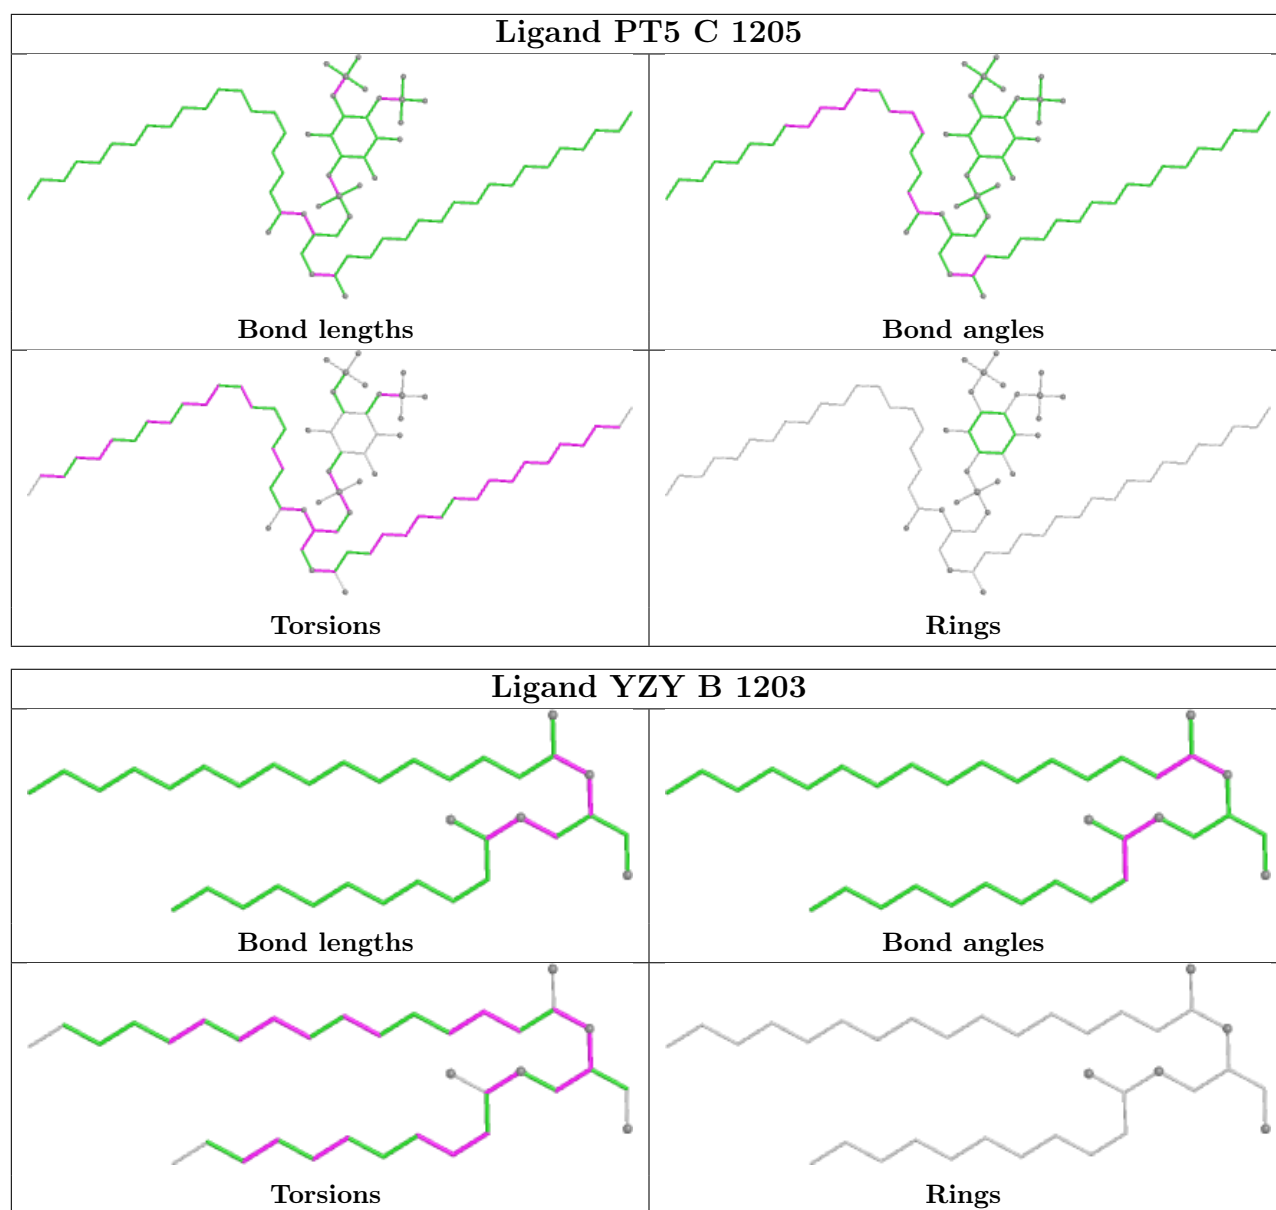 Ligand PT5 C 1205
Bond lengths
Bond angles
Torsions
Rings
Ligand YZY B 1203
Bond lengths
Bond angles
Torsions
Rings